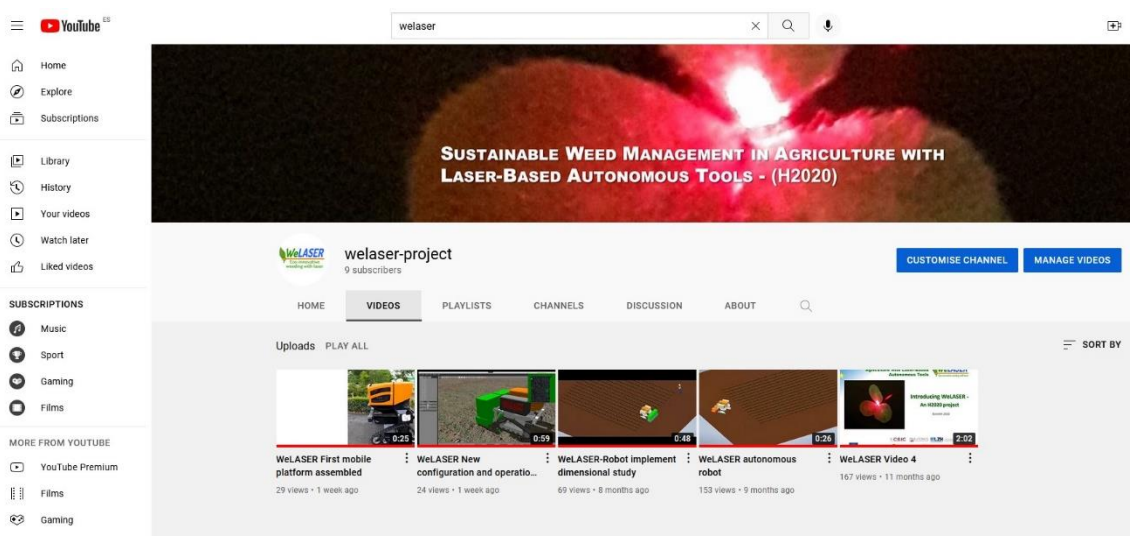 YouTube ES
welaser
Home
Explore
Subscriptions
Library
History
Your videos
Watch later
Liked videos
SUBSCRIPTIONS
Music
Sport
Gaming
Films
MORE FROM YOUTUBE
YouTube Premium
Films
Gaming
SUSTAINABLE WEED MANAGEMENT IN AGRICULTURE WITH
LASER-BASED AUTONOMOUS TOOLS - (H2020)
WeLASER
welaser-project
9 subscribers
CUSTOMISE CHANNEL
MANAGE VIDEOS
HOME
VIDEOS
PLAYLISTS
CHANNELS
DISCUSSION
ABOUT
Uploads PLAY ALL
SORT BY
0:25
WeLASER First mobile
platform assembled
29 views • 1 week ago
0:59
WeLASER New
configuration and operatio...
24 views • 1 week ago
0:48
WeLASER-Robot implement
dimensional study
69 views • 8 months ago
0:26
WeLASER autonomous
robot
153 views • 9 months ago
Autonomous Tools
Introducing WeLASER -
An H2020 project
CSIC
2:02
WeLASER Video 4
167 views • 11 months ago